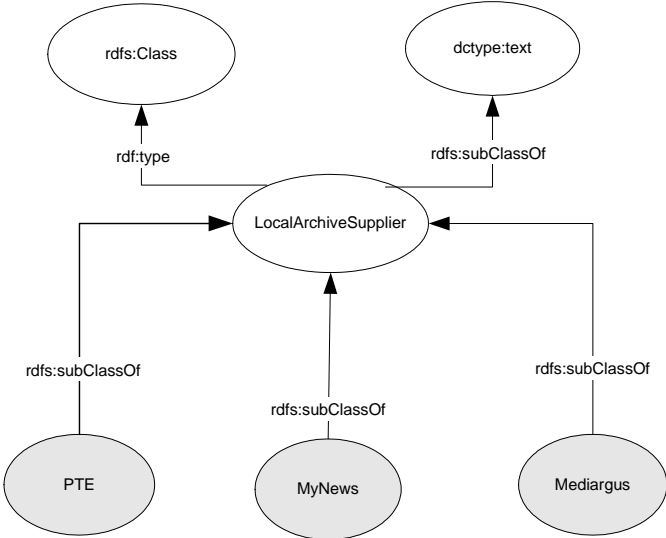 rdfs:Class
dctype:text
rdf:type
rdfs:subClassOf
LocalArchiveSupplier
rdfs:subClassOf
rdfs:subClassOf
rdfs:subClassOf
PTE
MyNews
Mediargus